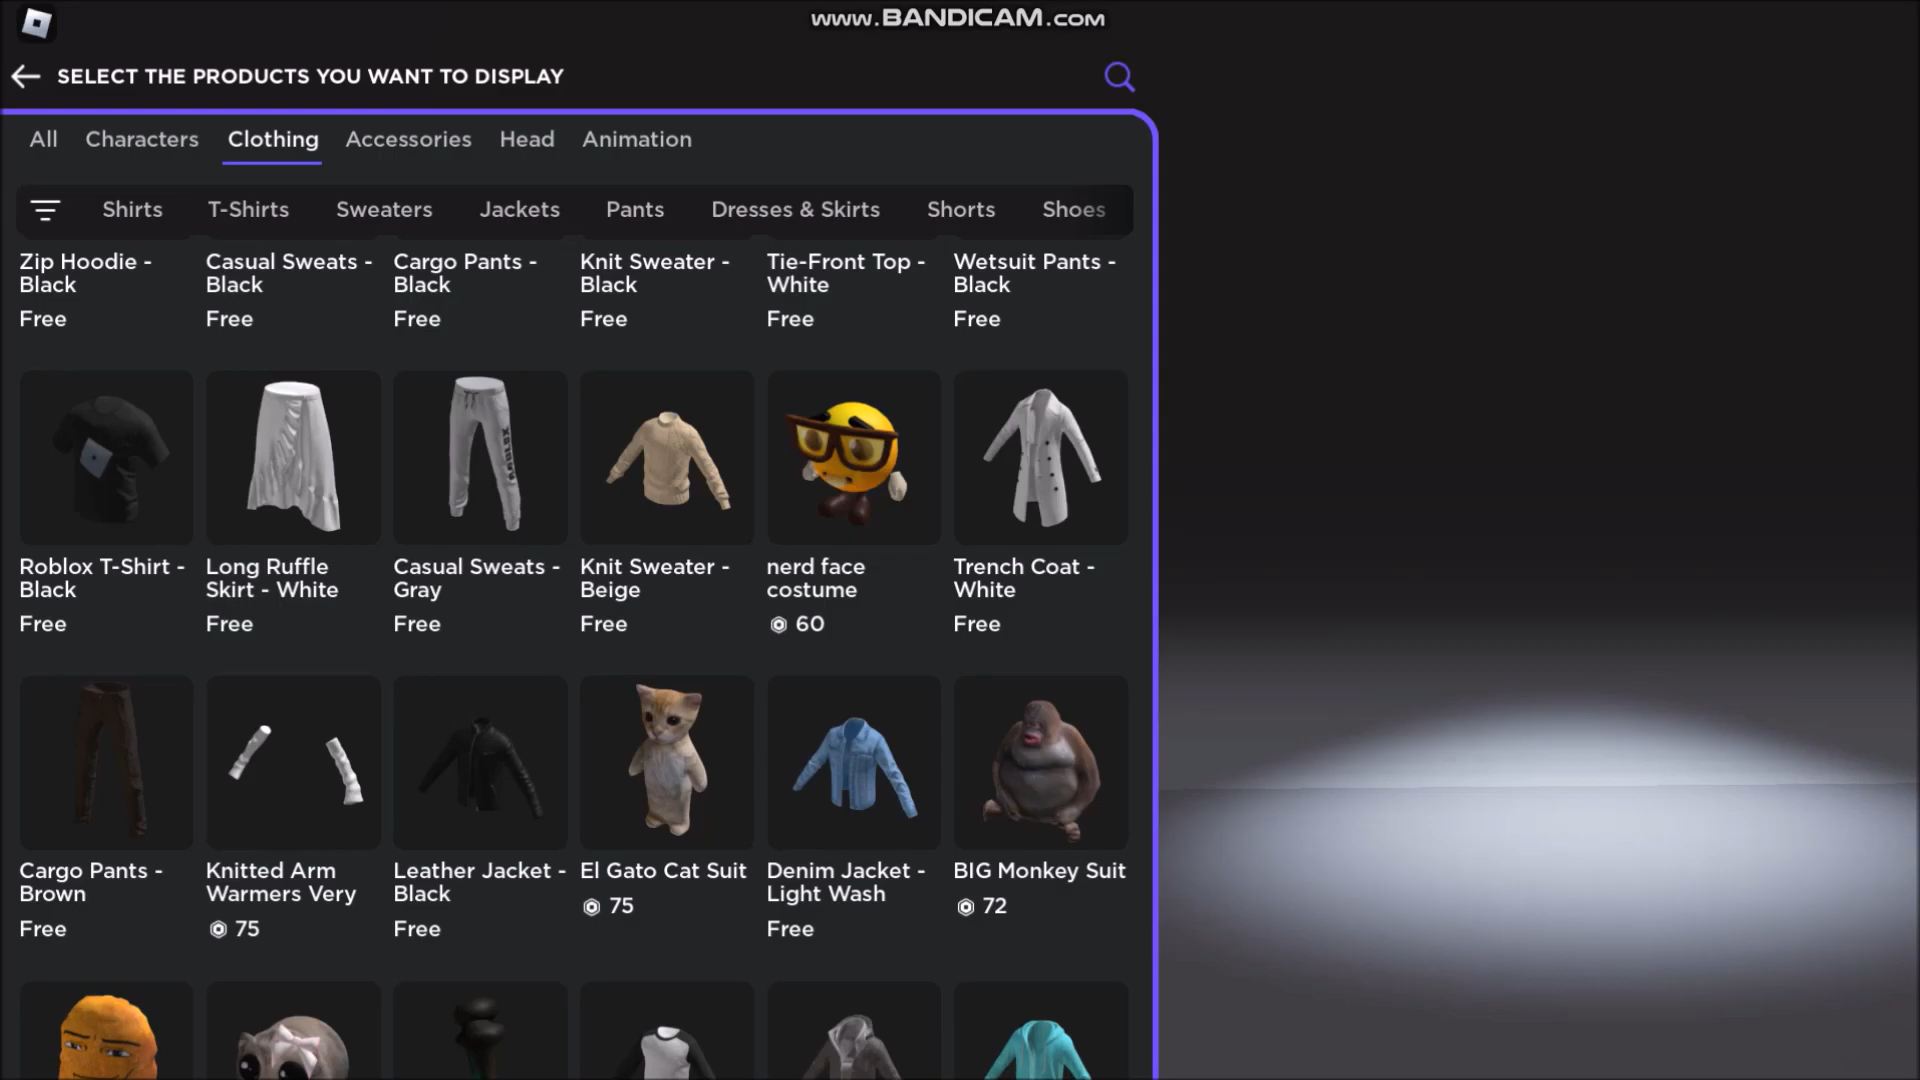 www.BANDICAM.com
SELECT THE PRODUCTS YOU WANT TO DISPLAY
All Characters Clothing Accessories Head Animation
Shirts T-Shirts Sweaters Jackets Pants Dresses & Skirts Shorts Shoes
Zip Hoodie - Black
Free
Casual Sweats - Black
Free
Cargo Pants - Black
Free
Knit Sweater - Black
Free
Tie-Front Top - White
Free
Wetsuit Pants - Black
Free
ROBLOX
Roblox T-Shirt - Black
Free
Long Ruffle Skirt - White
Free
Casual Sweats - Gray
Free
Knit Sweater - Beige
Free
nerd face costume
60
Trench Coat - White
Free
Cargo Pants - Brown
Free
Knitted Arm Warmers Very
75
Leather Jacket - Black
Free
El Gato Cat Suit
75
Denim Jacket - Light Wash
Free
BIG Monkey Suit
72